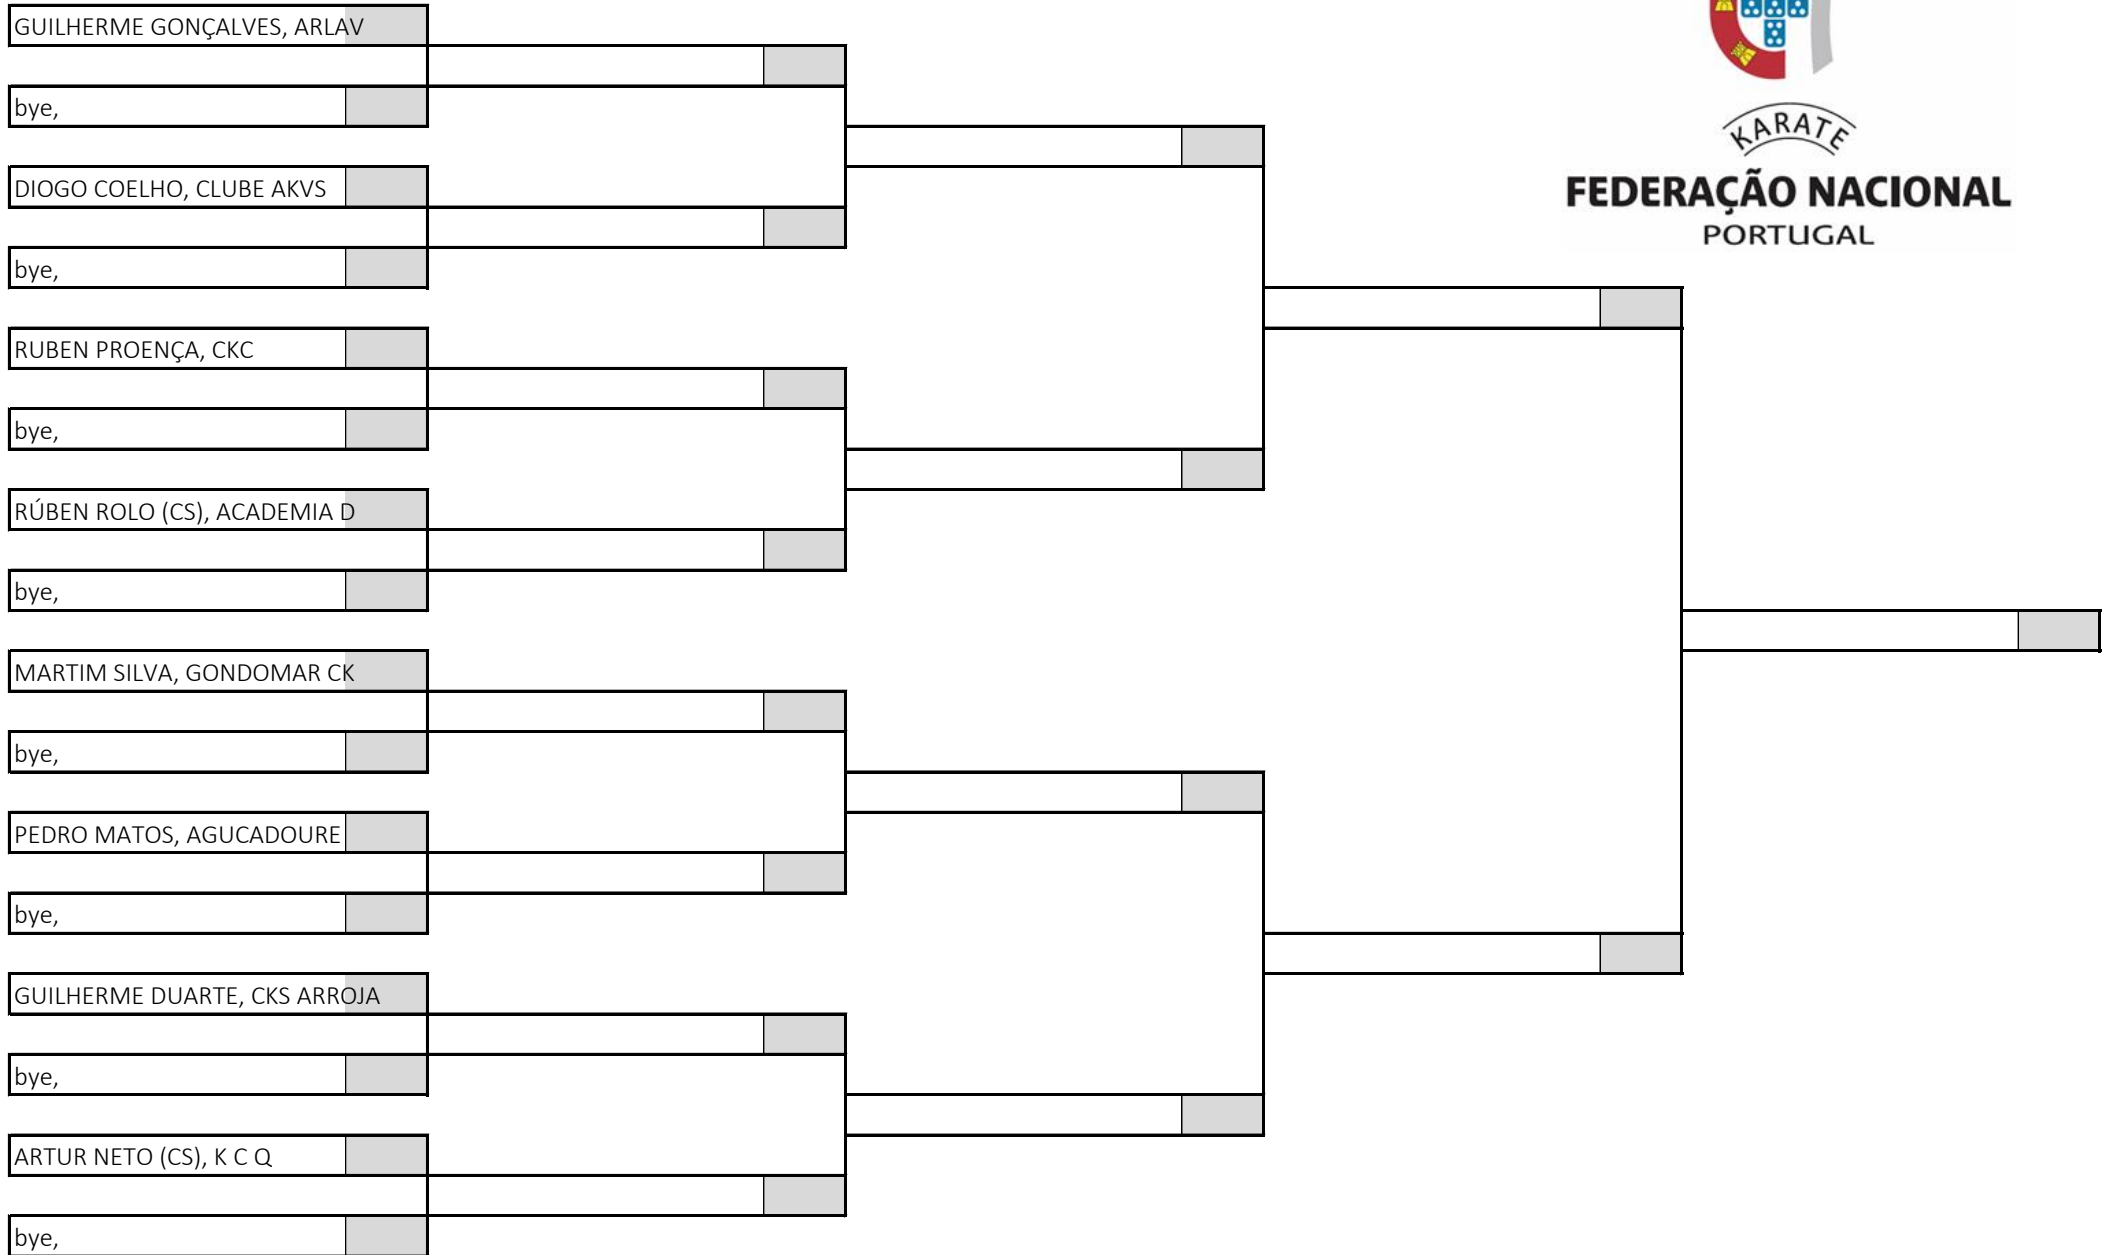 GUILHERME GONÇALVES, ARLAV
bye,
DIOGO COELHO, CLUBE AKVS
bye,
RUBEN PROENÇA, CKC
bye,
RÚBEN ROLO (CS), ACADEMIA D
bye,
MARTIM SILVA, GONDOMAR CK
bye,
PEDRO MATOS, AGUCADOURE
bye,
GUILHERME DUARTE, CKS ARROJA
bye,
ARTUR NETO (CS), K C Q
bye,
KARATE
FEDERAÇÃO NACIONAL
PORTUGAL